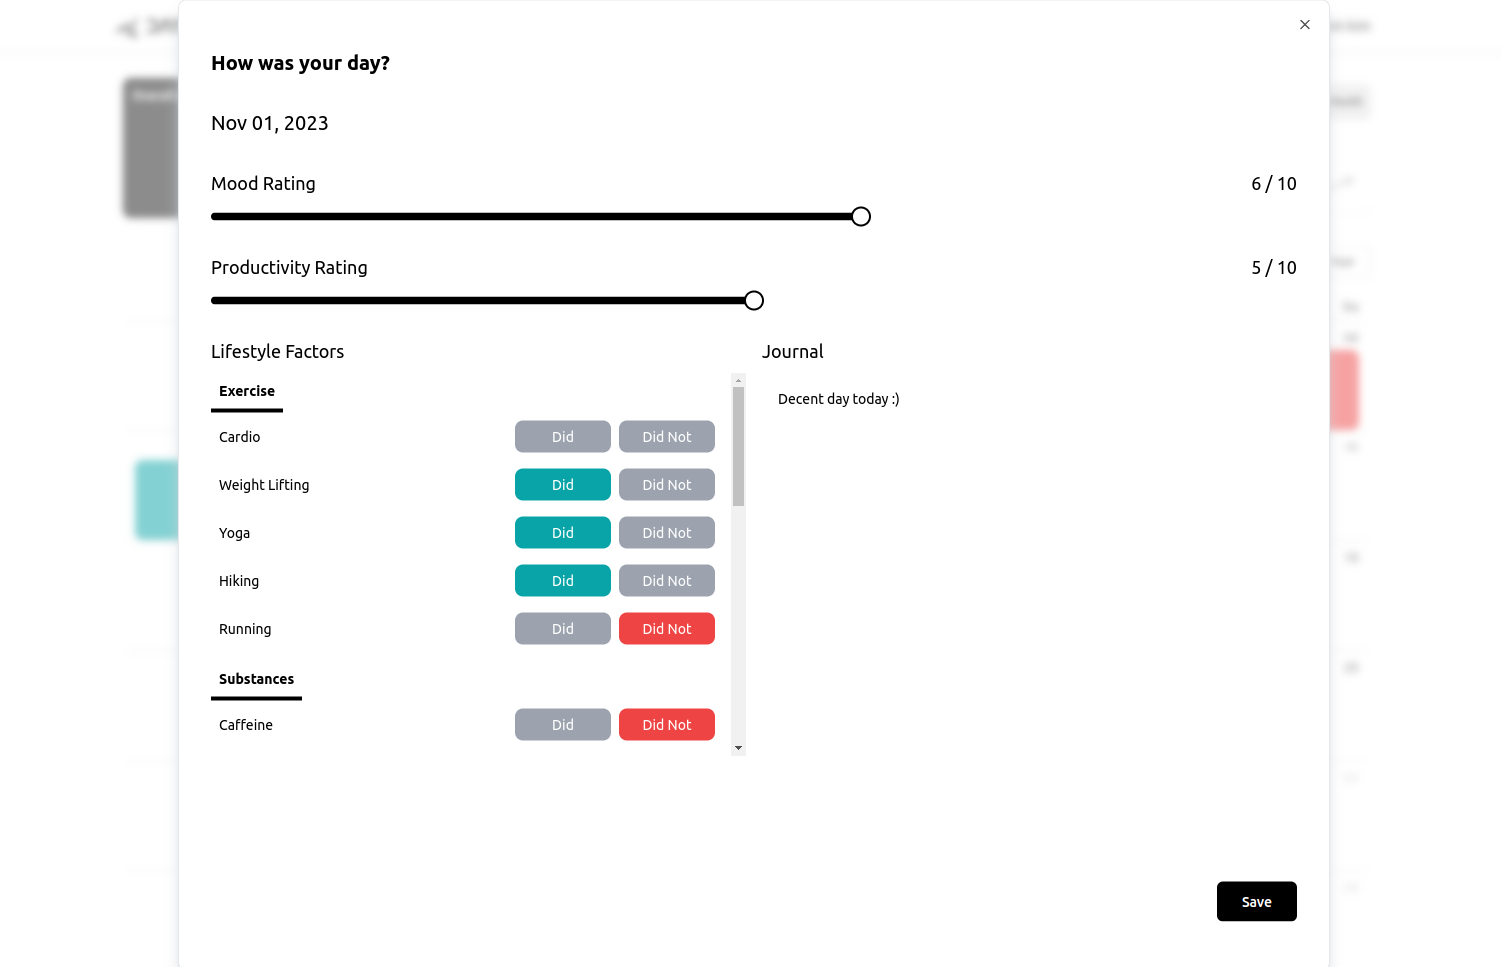 How was your day?
Nov 01, 2023
Mood Rating 6 / 10
Productivity Rating 5 / 10
Lifestyle Factors
Exercise
Cardio Did Did Not
Weight Lifting Did Did Not
Yoga Did Did Not
Hiking Did Did Not
Running Did Did Not
Substances
Caffeine Did Did Not
Journal
Decent day today :)
Save